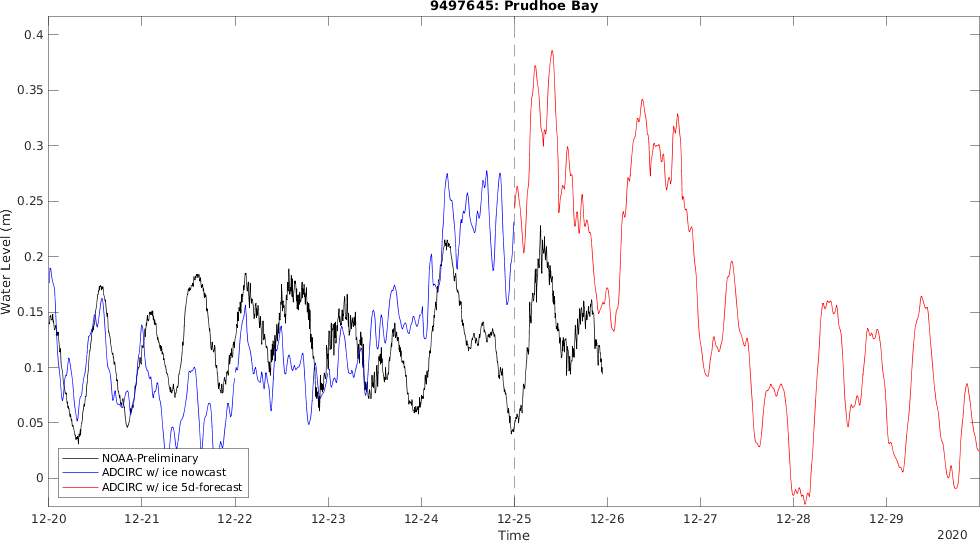 9497645: Prudhoe Bay
0.4
0.35
0.3
0.25
0.2
0.15
0.1
0.05
0
Water Level (m)
NOAA-Preliminary
ADCIRC w/ ice nowcast
ADCIRC w/ ice 5d-forecast
12-20 12-21 12-22 12-23 12-24 12-25 12-26 12-27 12-28 12-29
Time
2020